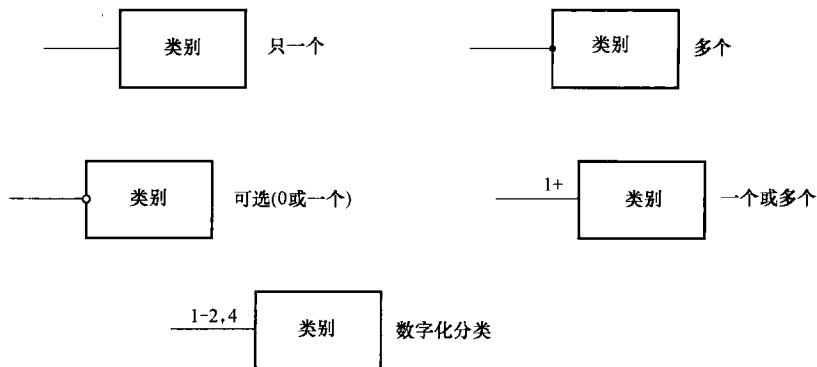 类别 只一个
类别 多个
类别 可选(0或一个)
1+ 类别 一个或多个
1-2,4 类别 数字化分类